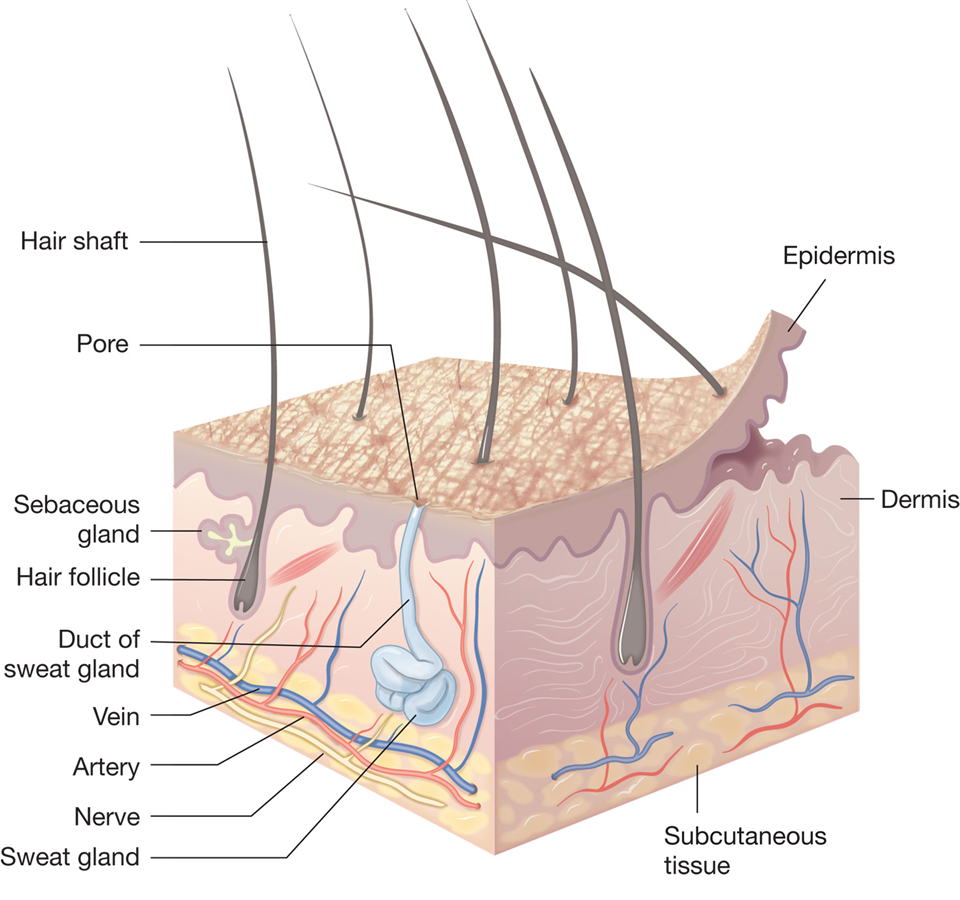 Hair shaft
Epidermis
Pore
Sebaceous
gland
Dermis
Hair follicle
Duct of
sweat gland
Vein
Artery
Nerve
Sweat gland
Subcutaneous
tissue